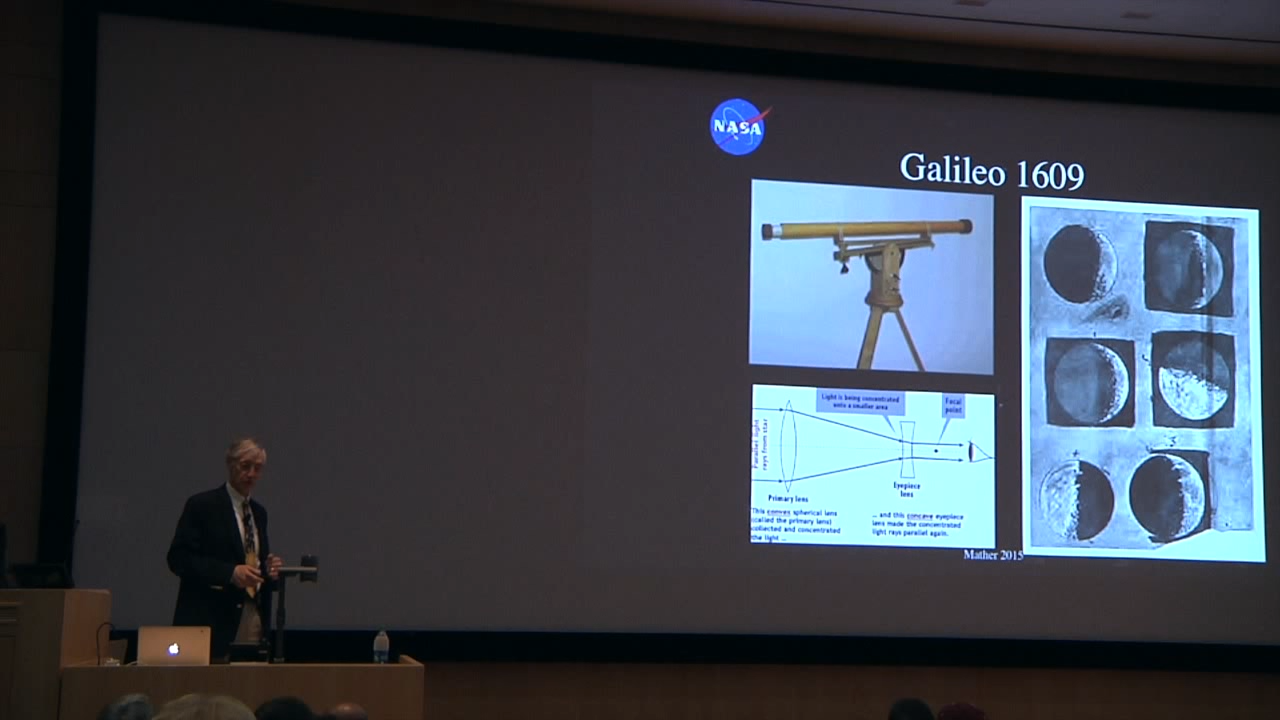 NASA
Galileo 1609
Light is being concentrated
onto a smaller area
Focal
point
Parallel light
rays from star
Primary lens
Eyepiece
lens
This convex spherical lens
(called the primary lens)
collected and concentrated
the light ...
... and this concave eyepiece
lens made the concentrated
light rays parallel again.
Mather 2015